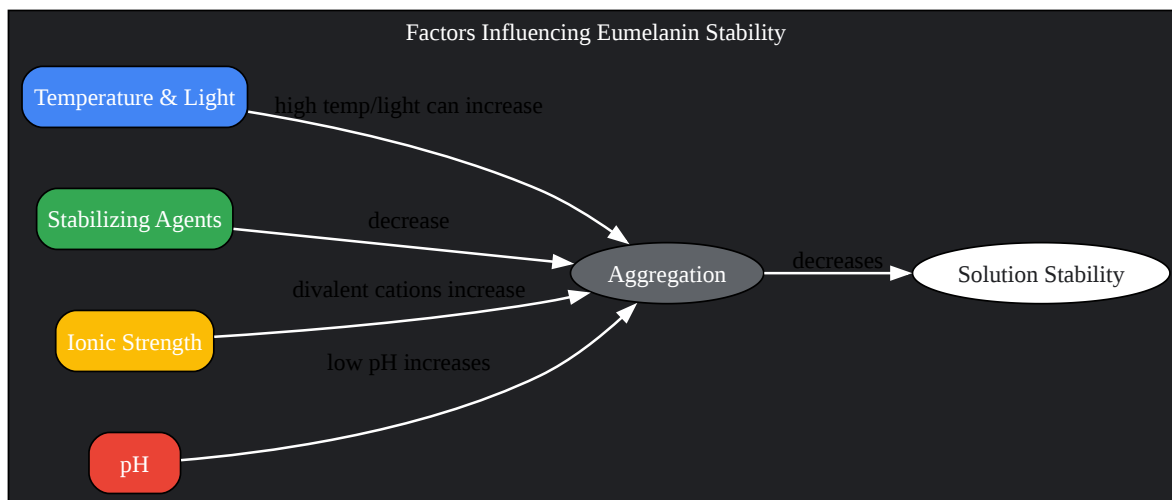 Factors Influencing Eumelanin Stability
Temperature & Light
high temp/light can increase
Stabilizing Agents
decrease
Aggregation
decreases
Solution Stability
divalent cations increase
Ionic Strength
low pH increases
pH